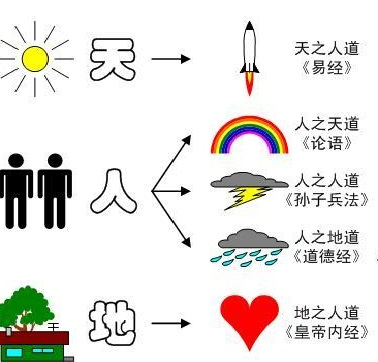 天
天之人道
《易经》
人之天道
《论语》
人
人之人道
《孙子兵法》
人之地道
《道德经》
地
地之人道
《皇帝内经》